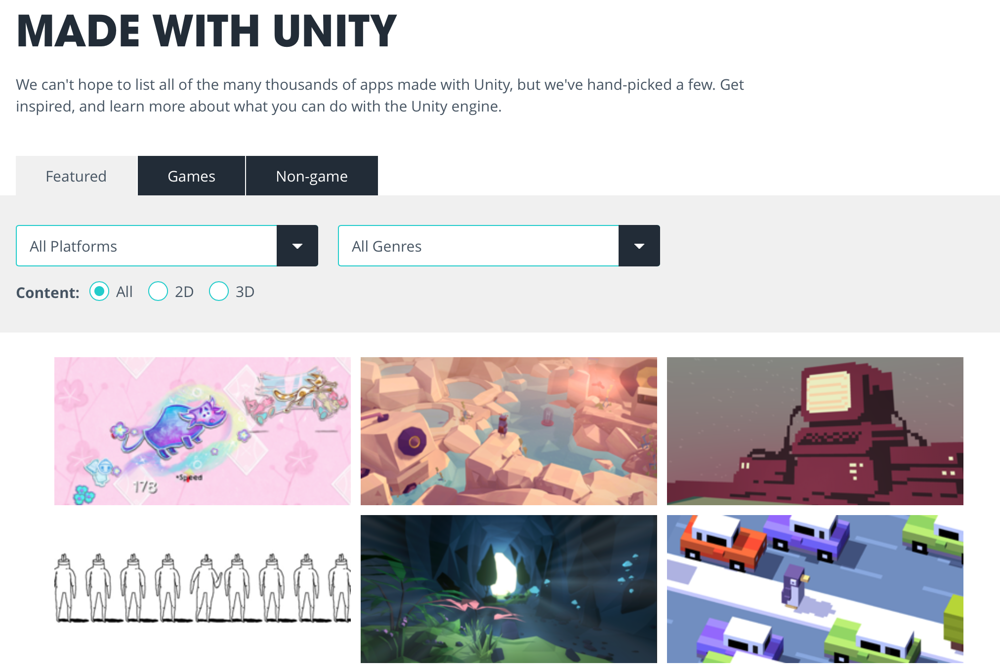 MADE WITH UNITY
We can't hope to list all of the many thousands of apps made with Unity, but we've hand-picked a few. Get
inspired, and learn more about what you can do with the Unity engine.
Featured
Games
Non-game
All Platforms
All Genres
Content:
All
2D
3D
178
+Speed